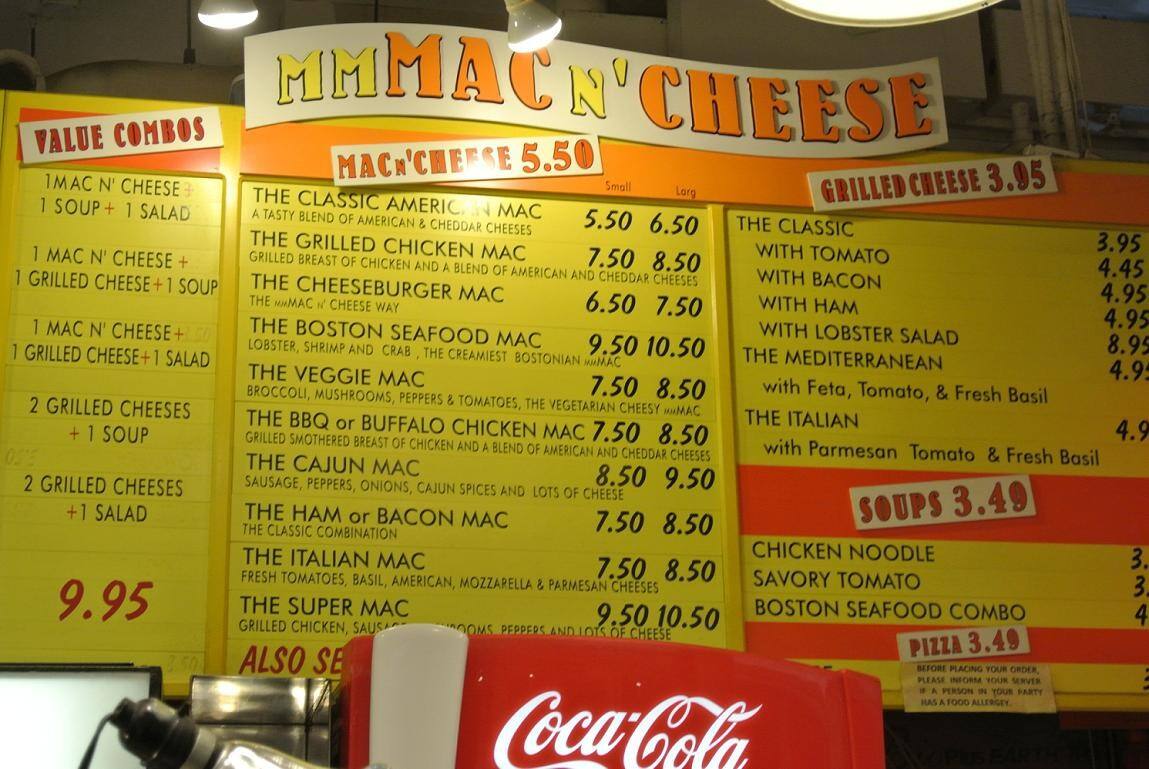 MMMAC N' CHEESE
VALUE COMBOS
1MAC N' CHEESE+
1 SOUP+ 1 SALAD
1 MAC N' CHEESE +
1 GRILLED CHEESE+1 SOUP
1 MAC N' CHEESE+
1 GRILLED CHEESE+1 SALAD
2 GRILLED CHEESES
+ 1 SOUP
2 GRILLED CHEESES
+1 SALAD
9.95
MAC N' CHEESE 5.50
Small Larg
THE CLASSIC AMERICAN MAC 5.50 6.50
A TASTY BLEND OF AMERICAN & CHEDDAR CHEESES
THE GRILLED CHICKEN MAC 7.50 8.50
GRILLED BREAST OF CHICKEN AND A BLEND OF AMERICAN AND CHEDDAR CHEESES
THE CHEESEBURGER MAC 6.50 7.50
THE MMMAC N' CHEESE WAY
THE BOSTON SEAFOOD MAC 9.50 10.50
LOBSTER, SHRIMP AND CRAB , THE CREAMIEST BOSTONIAN MMMAC
THE VEGGIE MAC 7.50 8.50
BROCCOLI, MUSHROOMS, PEPPERS & TOMATOES, THE VEGETARIAN CHEESY MMMAC
THE BBQ or BUFFALO CHICKEN MAC 7.50 8.50
GRILLED SMOTHERED BREAST OF CHICKEN AND A BLEND OF AMERICAN AND CHEDDAR CHEESES
THE CAJUN MAC 8.50 9.50
SAUSAGE, PEPPERS, ONIONS, CAJUN SPICES AND LOTS OF CHEESE
THE HAM or BACON MAC 7.50 8.50
THE CLASSIC COMBINATION
THE ITALIAN MAC 7.50 8.50
FRESH TOMATOES, BASIL, AMERICAN, MOZZARELLA & PARMESAN CHEESES
THE SUPER MAC 9.50 10.50
GRILLED CHICKEN, PEPPERS AND LOTS OF CHEESE
ALSO SE
GRILLED CHEESE 3.95
THE CLASSIC 3.95
WITH TOMATO 4.45
WITH BACON 4.95
WITH HAM 4.95
WITH LOBSTER SALAD 8.95
THE MEDITERRANEAN 4.95
with Feta, Tomato, & Fresh Basil
THE ITALIAN 4.9
with Parmesan Tomato & Fresh Basil
SOUPS 3.49
CHICKEN NOODLE 3.
SAVORY TOMATO 3.
BOSTON SEAFOOD COMBO 4
PIZZA 3.49
BEFORE PLACING YOUR ORDER,
PLEASE INFORM YOUR SERVER
IF A PERSON IN YOUR PARTY
HAS A FOOD ALLERGEY.
Coca-Cola